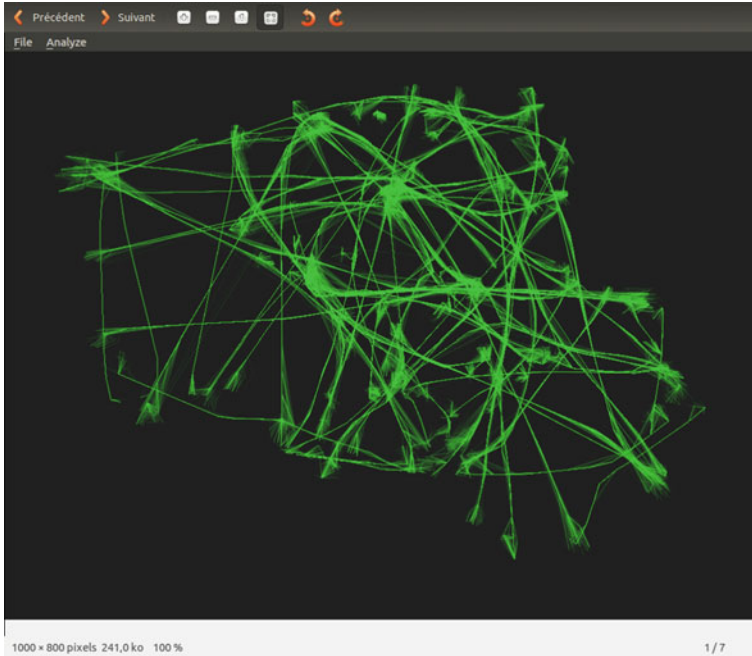 Précédent Suivant
File Analyze
1000 × 800 pixels 241,0 ko 100 % 1 / 7